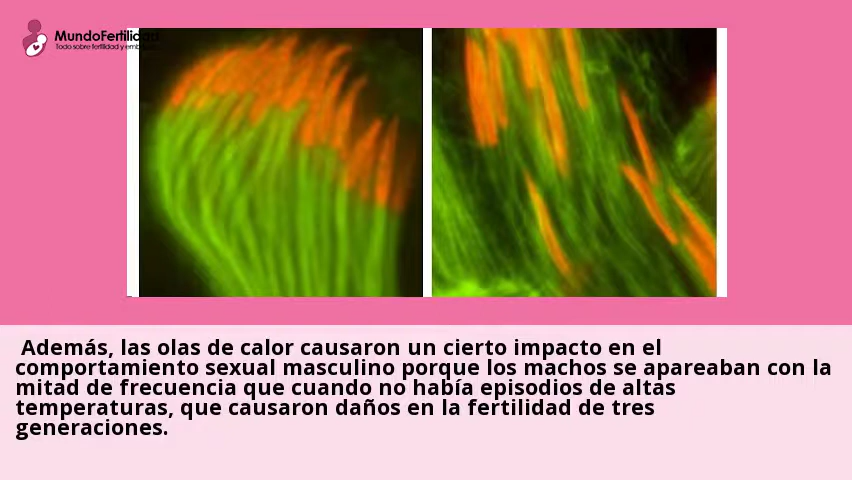 MundoFertilidad
Todo sobre fertilidad y embarazo
Además, las olas de calor causaron un cierto impacto en el
comportamiento sexual masculino porque los machos se apareaban con la
mitad de frecuencia que cuando no había episodios de altas
temperaturas, que causaron daños en la fertilidad de tres
generaciones.